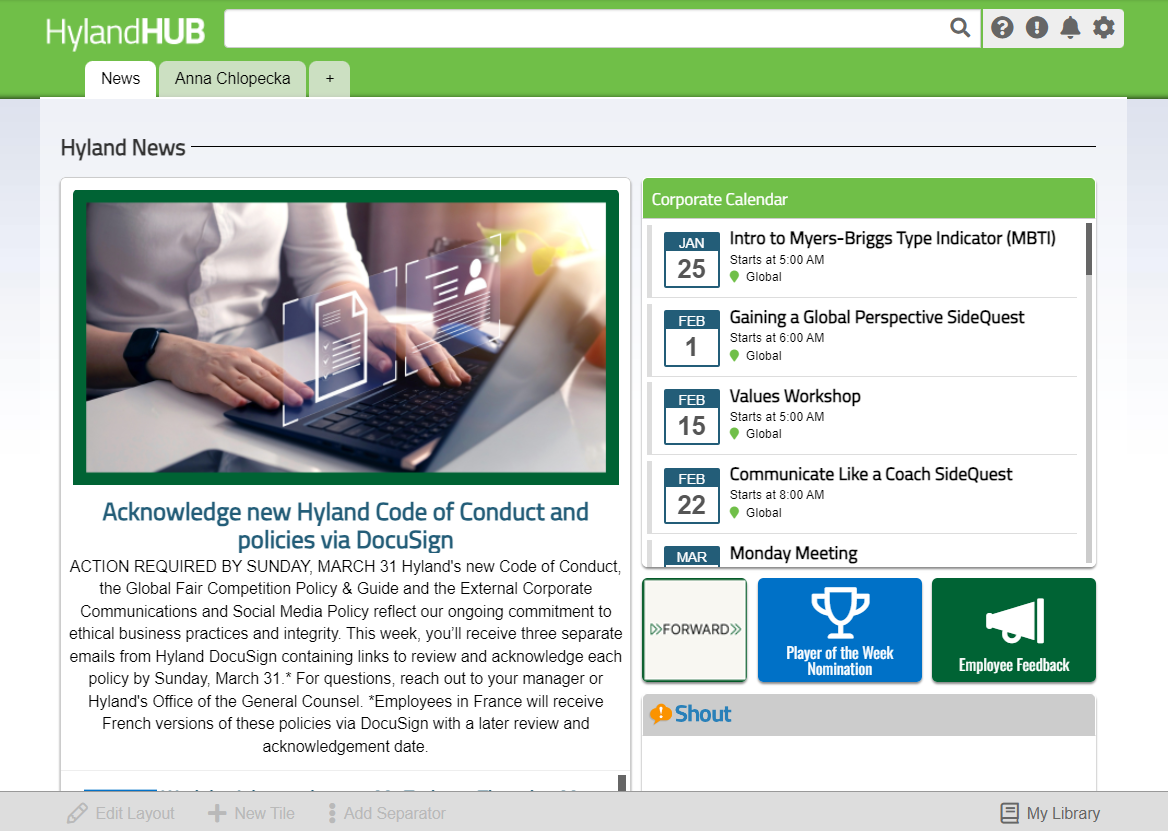 HylandHUB
News
Anna Chlopecka
+
Hyland News
Acknowledge new Hyland Code of Conduct and
policies via DocuSign
ACTION REQUIRED BY SUNDAY, MARCH 31 Hyland's new Code of Conduct,
the Global Fair Competition Policy & Guide and the External Corporate
Communications and Social Media Policy reflect our ongoing commitment to
ethical business practices and integrity. This week, you’ll receive three separate
emails from Hyland DocuSign containing links to review and acknowledge each
policy by Sunday, March 31.* For questions, reach out to your manager or
Hyland's Office of the General Counsel. *Employees in France will receive
French versions of these policies via DocuSign with a later review and
acknowledgement date.
Corporate Calendar
JAN
25
Intro to Myers-Briggs Type Indicator (MBTI)
Starts at 5:00 AM
Global
FEB
1
Gaining a Global Perspective SideQuest
Starts at 6:00 AM
Global
FEB
15
Values Workshop
Starts at 5:00 AM
Global
FEB
22
Communicate Like a Coach SideQuest
Starts at 8:00 AM
Global
MAR
Monday Meeting
FORWARD
Player of the Week
Nomination
Employee Feedback
Shout
Edit Layout
New Tile
Add Separator
My Library